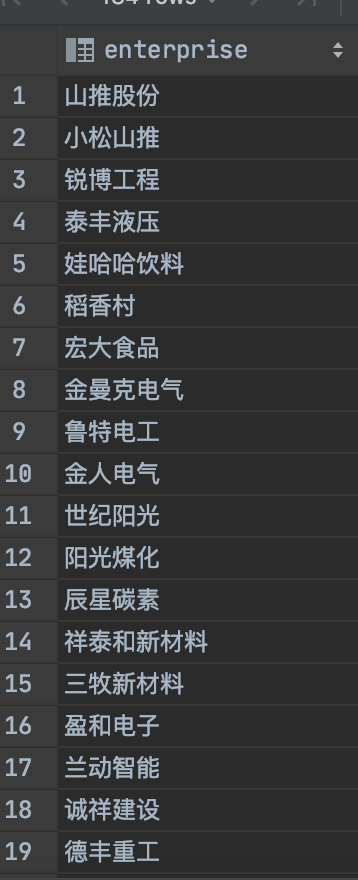 184 rows
enterprise
1 山推股份
2 小松山推
3 锐博工程
4 泰丰液压
5 娃哈哈饮料
6 稻香村
7 宏大食品
8 金曼克电气
9 鲁特电工
10 金人电气
11 世纪阳光
12 阳光煤化
13 辰星碳素
14 祥泰和新材料
15 三牧新材料
16 盈和电子
17 兰动智能
18 诚祥建设
19 德丰重工